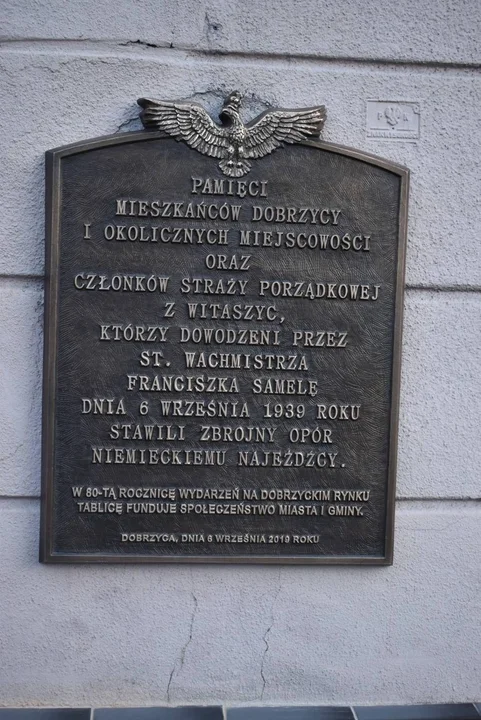 PAMIĘCI
MIESZKAŃCÓW DOBRZYCY
I OKOLICZNYCH MIEJSCOWOŚCI
ORAZ
CZŁONKÓW STRAŻY PORZĄDKOWEJ
Z WITASZYC,
KTÓRZY DOWODZENI PRZEZ
ST. WACHMISTRZA
FRANCISZKA SAMELĘ
DNIA 6 WRZEŚNIA 1939 ROKU
STAWILI ZBROJNY OPÓR
NIEMIECKIEMU NAJEŹDŹCY.
W 80-TĄ ROCZNICĘ WYDARZEŃ NA DOBRZYCKIM RYNKU
TABLICĘ FUNDUJE SPOŁECZEŃSTWO MIASTA I GMINY.
DOBRZYCA, DNIA 6 WRZEŚNIA 2019 ROKU